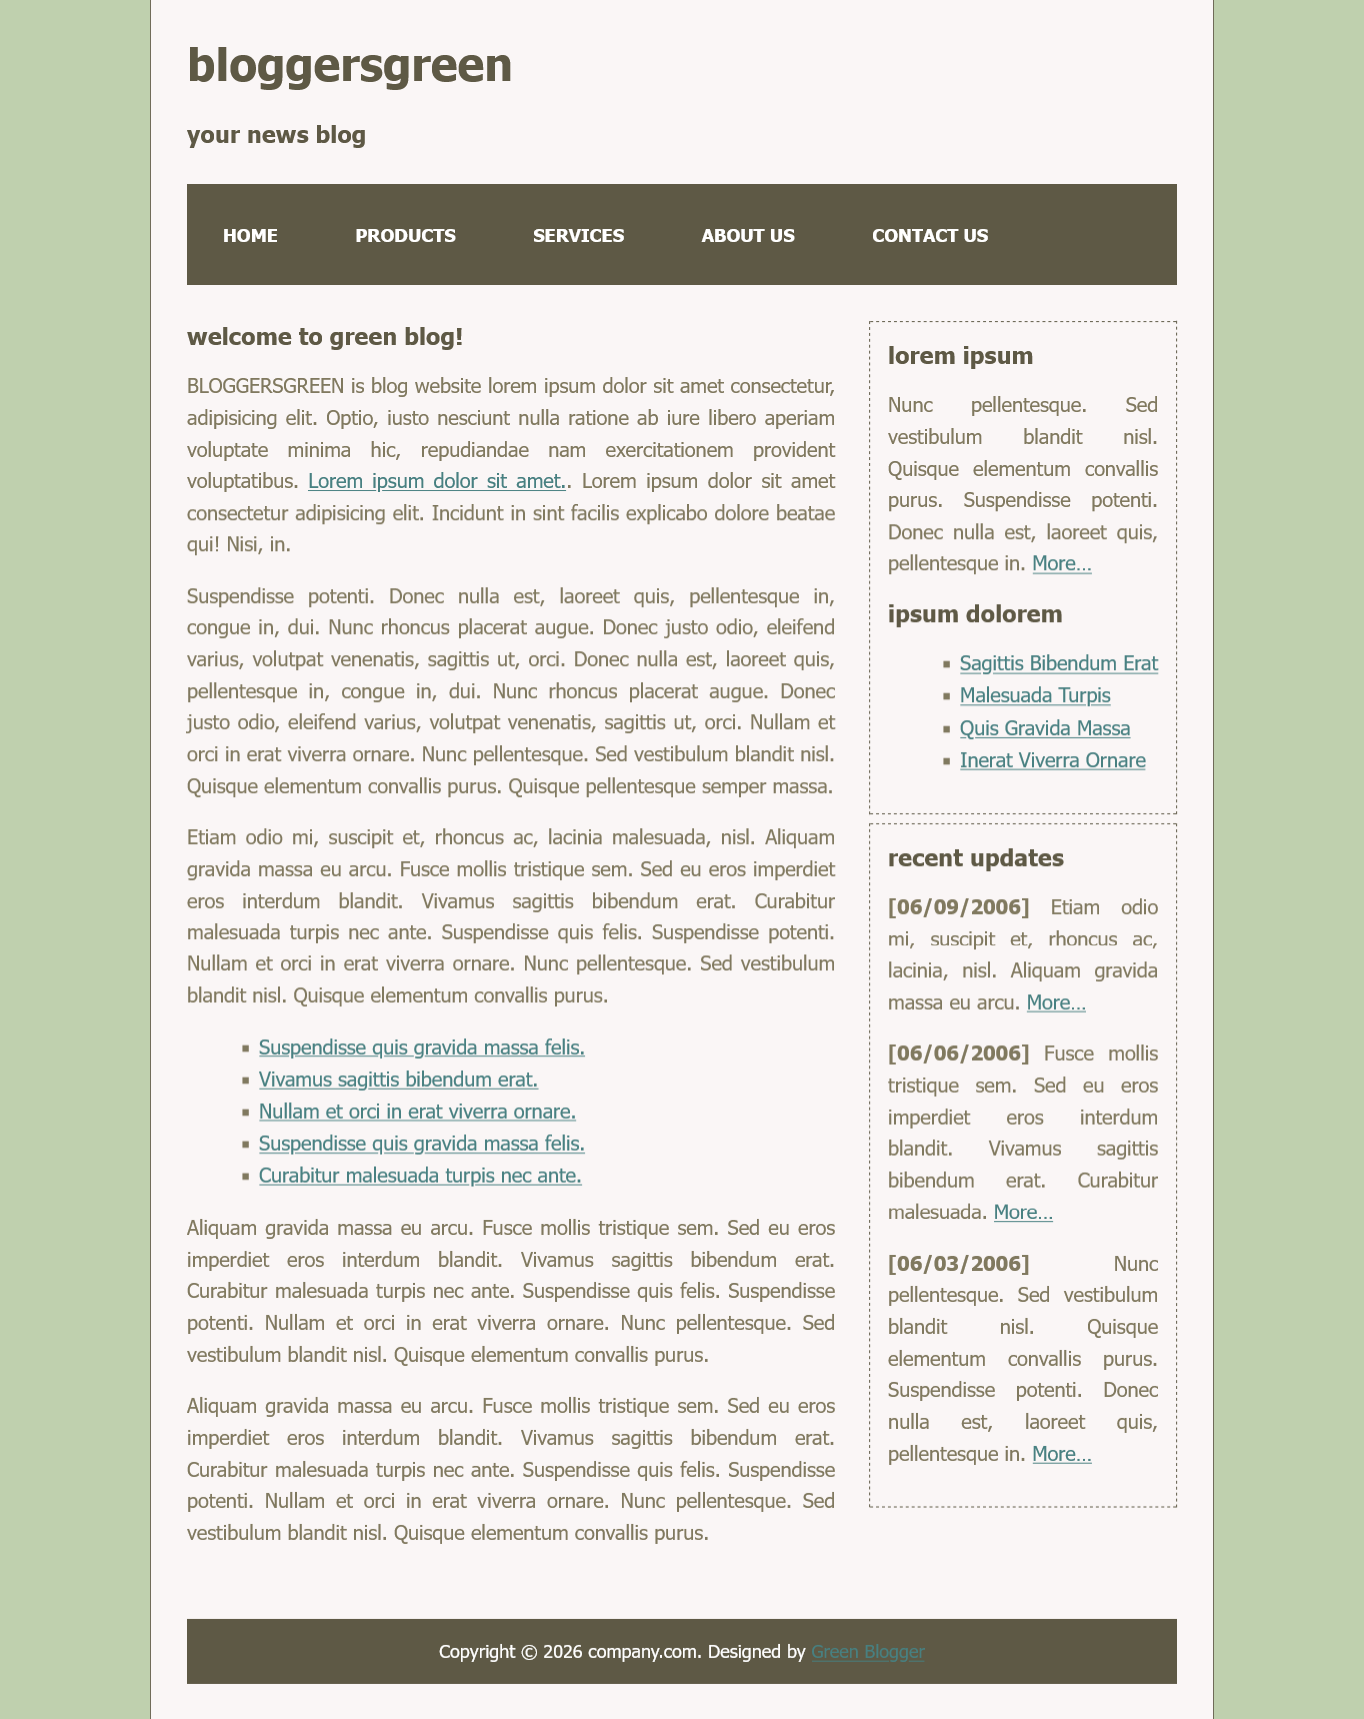 bloggersgreen
your news blog
HOME PRODUCTS SERVICES ABOUT US CONTACT US
welcome to green blog!
BLOGGERSGREEN is blog website lorem ipsum dolor sit amet consectetur,
adipisicing elit. Optio, iusto nesciunt nulla ratione ab iure libero aperiam
voluptate minima hic, repudiandae nam exercitationem provident
voluptatibus. Lorem ipsum dolor sit amet.. Lorem ipsum dolor sit amet
consectetur adipisicing elit. Incidunt in sint facilis explicabo dolore beatae
qui! Nisi, in.
Suspendisse potenti. Donec nulla est, laoreet quis, pellentesque in,
congue in, dui. Nunc rhoncus placerat augue. Donec justo odio, eleifend
varius, volutpat venenatis, sagittis ut, orci. Donec nulla est, laoreet quis,
pellentesque in, congue in, dui. Nunc rhoncus placerat augue. Donec
justo odio, eleifend varius, volutpat venenatis, sagittis ut, orci. Nullam et
orci in erat viverra ornare. Nunc pellentesque. Sed vestibulum blandit nisl.
Quisque elementum convallis purus. Quisque pellentesque semper massa.
Etiam odio mi, suscipit et, rhoncus ac, lacinia malesuada, nisl. Aliquam
gravida massa eu arcu. Fusce mollis tristique sem. Sed eu eros imperdiet
eros interdum blandit. Vivamus sagittis bibendum erat. Curabitur
malesuada turpis nec ante. Suspendisse quis felis. Suspendisse potenti.
Nullam et orci in erat viverra ornare. Nunc pellentesque. Sed vestibulum
blandit nisl. Quisque elementum convallis purus.
▪ Suspendisse quis gravida massa felis.
▪ Vivamus sagittis bibendum erat.
▪ Nullam et orci in erat viverra ornare.
▪ Suspendisse quis gravida massa felis.
▪ Curabitur malesuada turpis nec ante.
Aliquam gravida massa eu arcu. Fusce mollis tristique sem. Sed eu eros
imperdiet eros interdum blandit. Vivamus sagittis bibendum erat.
Curabitur malesuada turpis nec ante. Suspendisse quis felis. Suspendisse
potenti. Nullam et orci in erat viverra ornare. Nunc pellentesque. Sed
vestibulum blandit nisl. Quisque elementum convallis purus.
Aliquam gravida massa eu arcu. Fusce mollis tristique sem. Sed eu eros
imperdiet eros interdum blandit. Vivamus sagittis bibendum erat.
Curabitur malesuada turpis nec ante. Suspendisse quis felis. Suspendisse
potenti. Nullam et orci in erat viverra ornare. Nunc pellentesque. Sed
vestibulum blandit nisl. Quisque elementum convallis purus.
lorem ipsum
Nunc pellentesque. Sed
vestibulum blandit nisl.
Quisque elementum convallis
purus. Suspendisse potenti.
Donec nulla est, laoreet quis,
pellentesque in. More…
ipsum dolorem
▪ Sagittis Bibendum Erat
▪ Malesuada Turpis
▪ Quis Gravida Massa
▪ Inerat Viverra Ornare
recent updates
[06/09/2006] Etiam odio
mi, suscipit et, rhoncus ac,
lacinia, nisl. Aliquam gravida
massa eu arcu. More…
[06/06/2006] Fusce mollis
tristique sem. Sed eu eros
imperdiet eros interdum
blandit. Vivamus sagittis
bibendum erat. Curabitur
malesuada. More…
[06/03/2006] Nunc
pellentesque. Sed vestibulum
blandit nisl. Quisque
elementum convallis purus.
Suspendisse potenti. Donec
nulla est, laoreet quis,
pellentesque in. More…
Copyright © 2026 company.com. Designed by Green Blogger